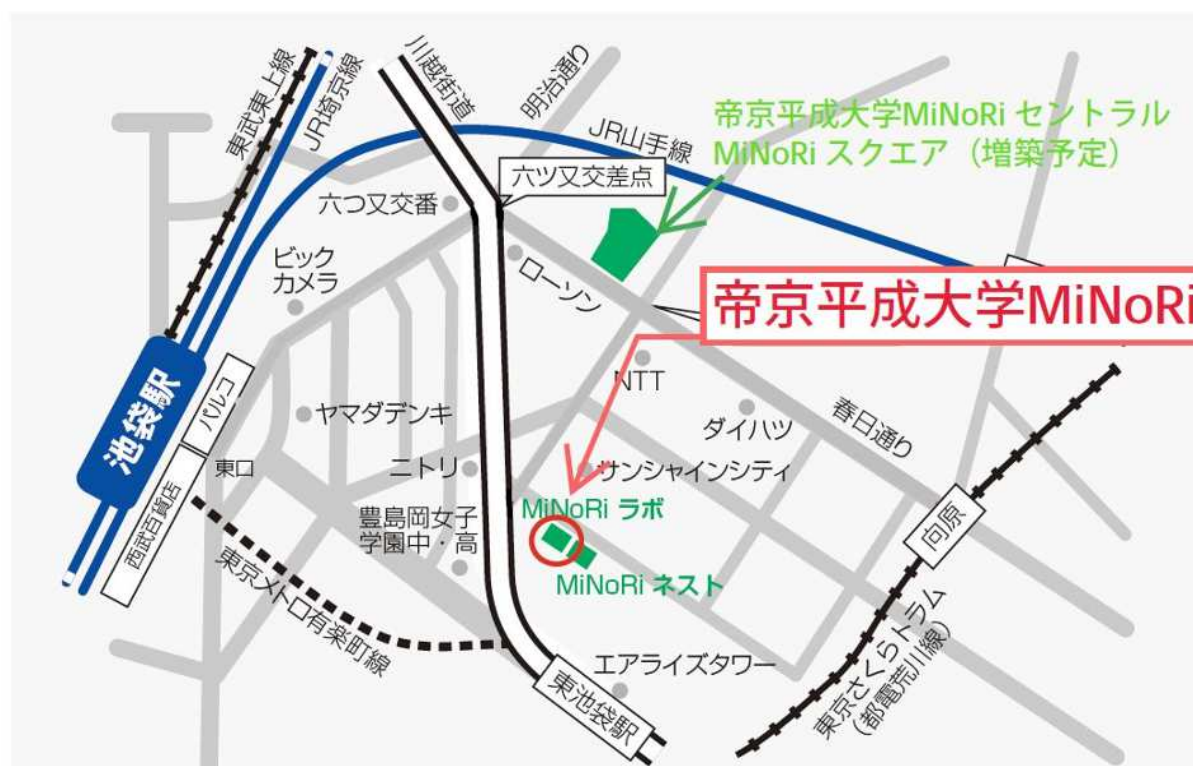 東武東上線
JR埼京線
川越街道
明治通り
JR山手線
帝京平成大学MiNoRi セントラル
MiNoRi スクエア（増築予定）
六ツ又交差点
六つ又交番
ビック
カメラ
ローソン
帝京平成大学MiNoRi
NTT
池袋駅
パルコ
ヤマダデンキ
ダイハツ
春日通り
東口
ニトリ
サンシャインシティ
西武百貨店
豊島岡女子
学園中・高
MiNoRi ラボ
向原
MiNoRi ネスト
東京メトロ有楽町線
エアライズタワー
東池袋駅
東京さくらトラム
（都電荒川線）